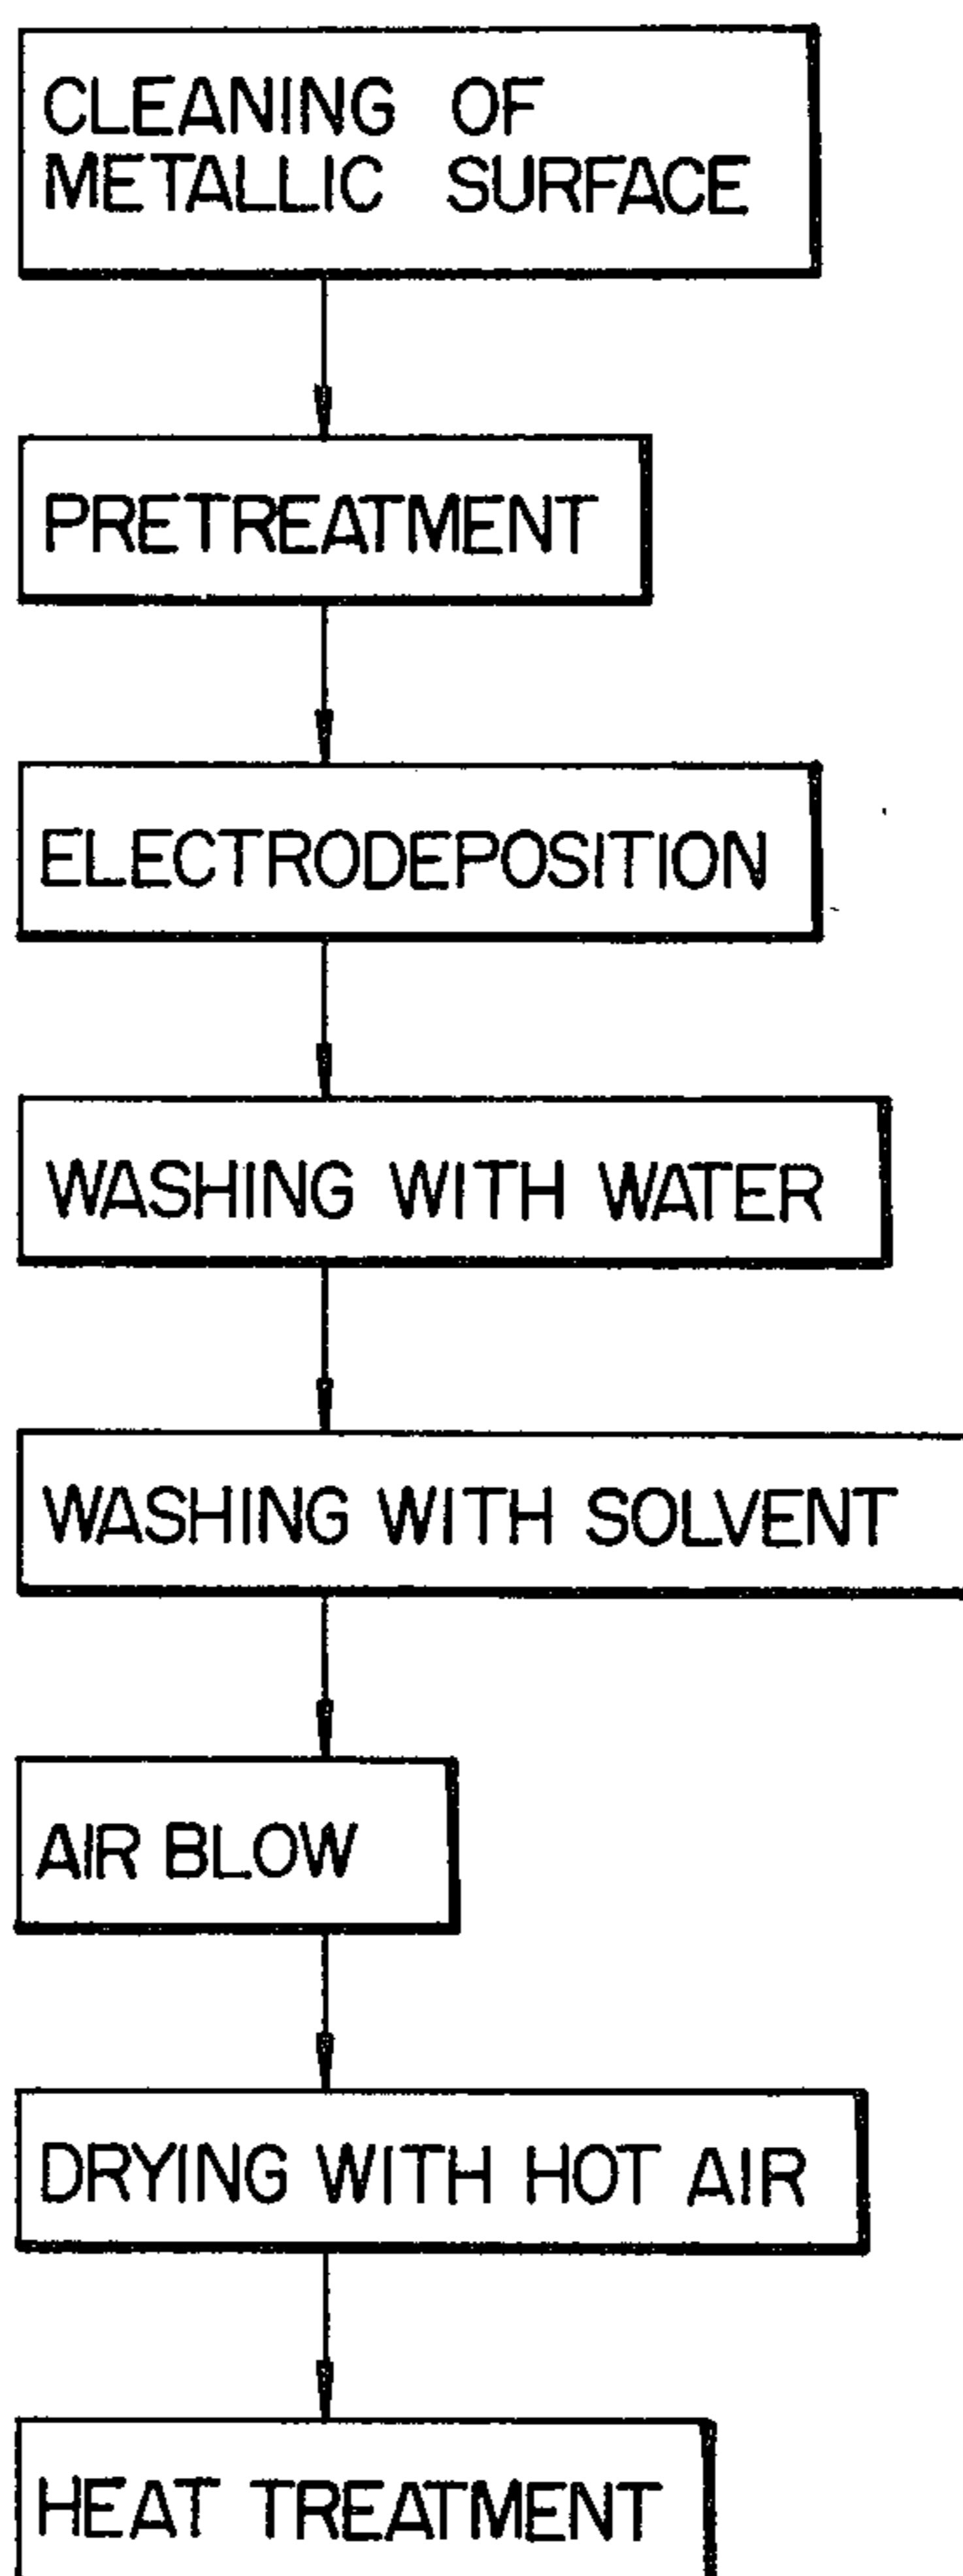 CLEANING OF
METALLIC SURFACE
PRETREATMENT
ELECTRODEPOSITION
WASHING WITH WATER
WASHING WITH SOLVENT
AIR BLOW
DRYING WITH HOT AIR
HEAT TREATMENT